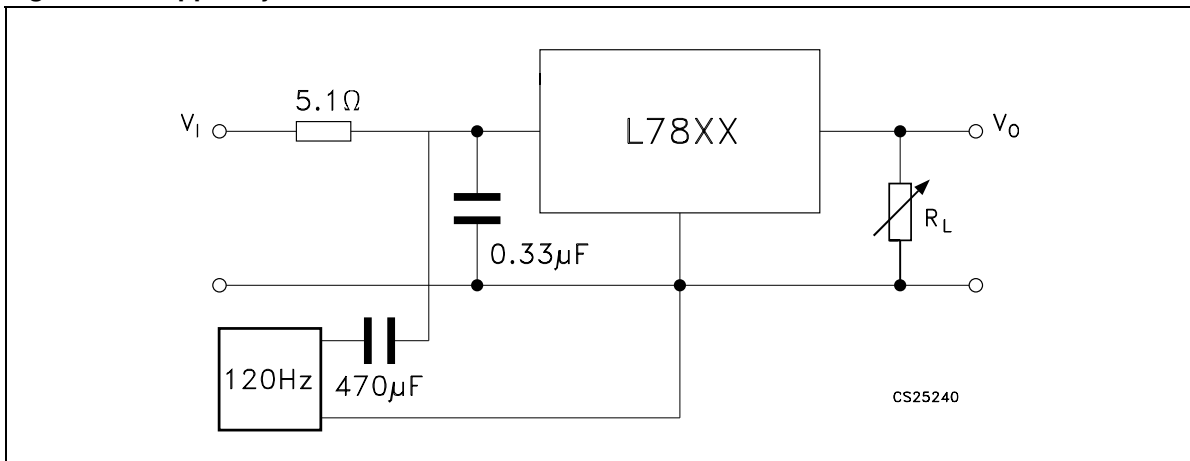 5.1Ω
V_I
L78XX
V_O
R_L
0.33µF
120Hz
470µF
CS25240